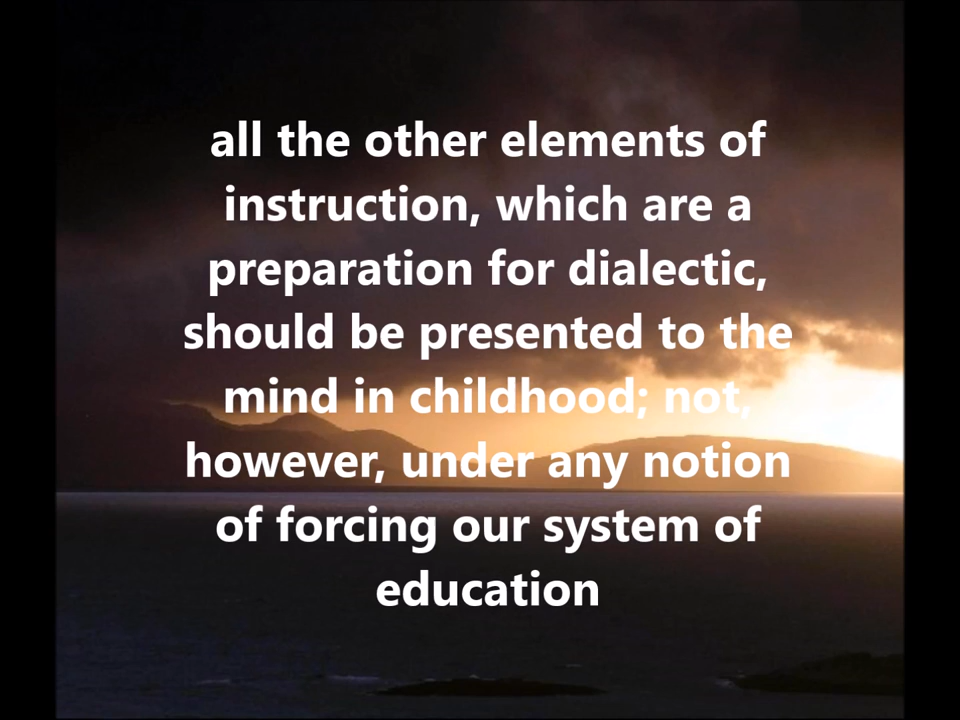 all the other elements of
instruction, which are a
preparation for dialectic,
should be presented to the
mind in childhood; not,
however, under any notion
of forcing our system of
education